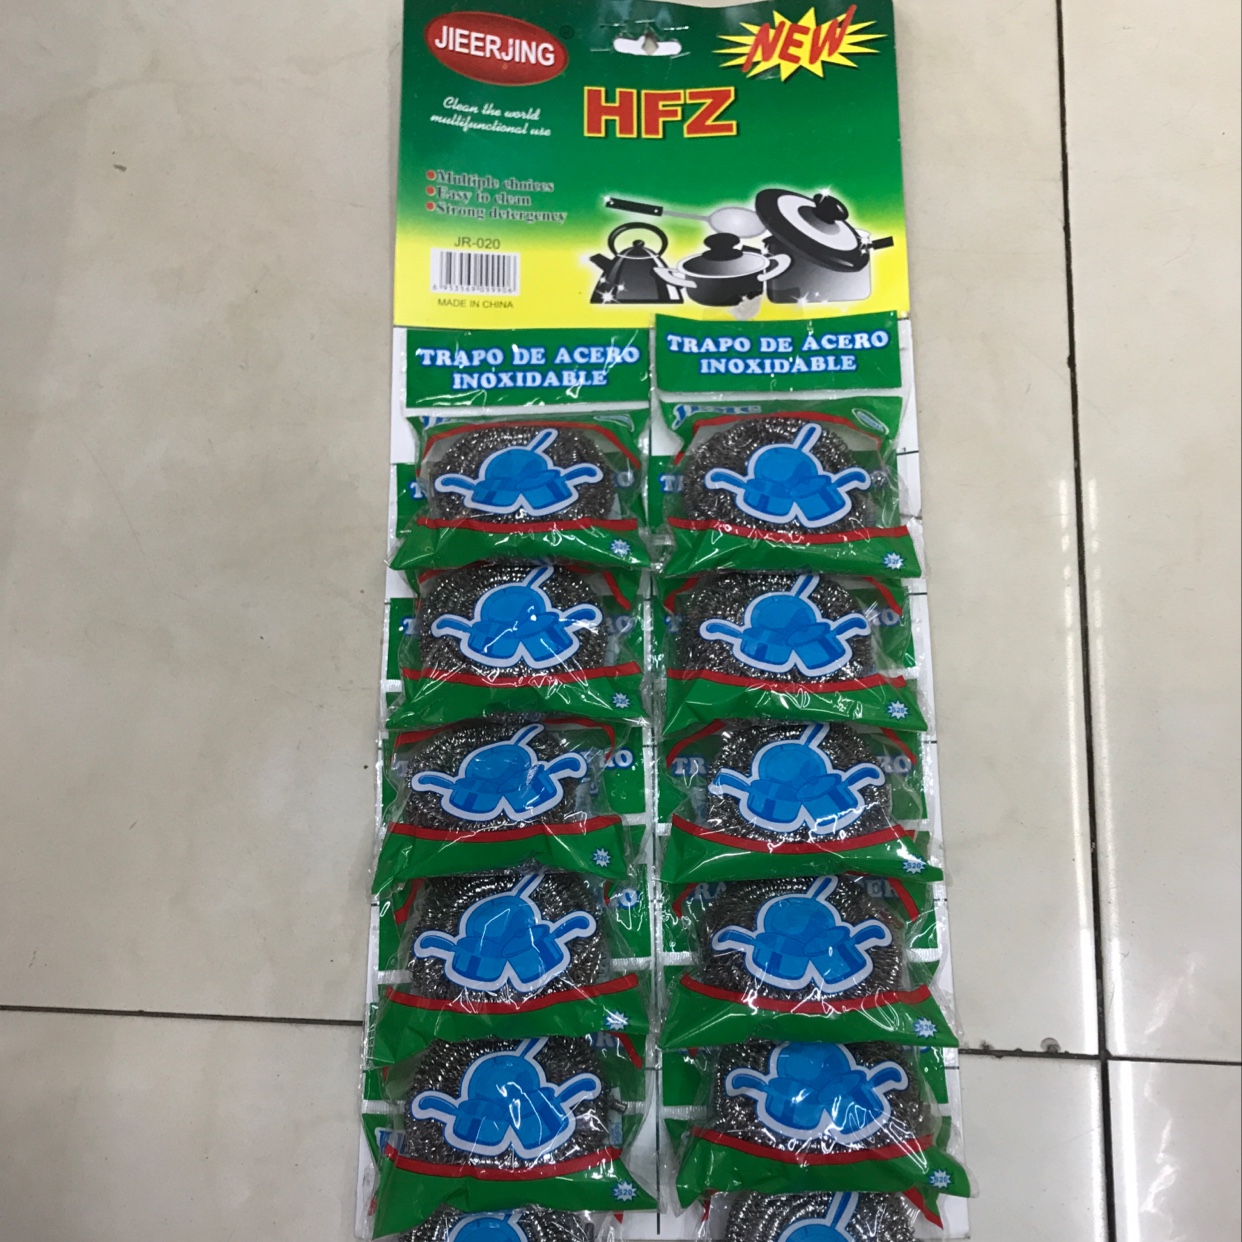 JIEERJING
NEW
HFZ
Clean the world
multifunctional use
Multiple choices
Easy to clean
Strong detergency
JR-020
MADE IN CHINA
TRAPO DE ACERO
INOXIDABLE
TRAPO DE ACERO
INOXIDABLE